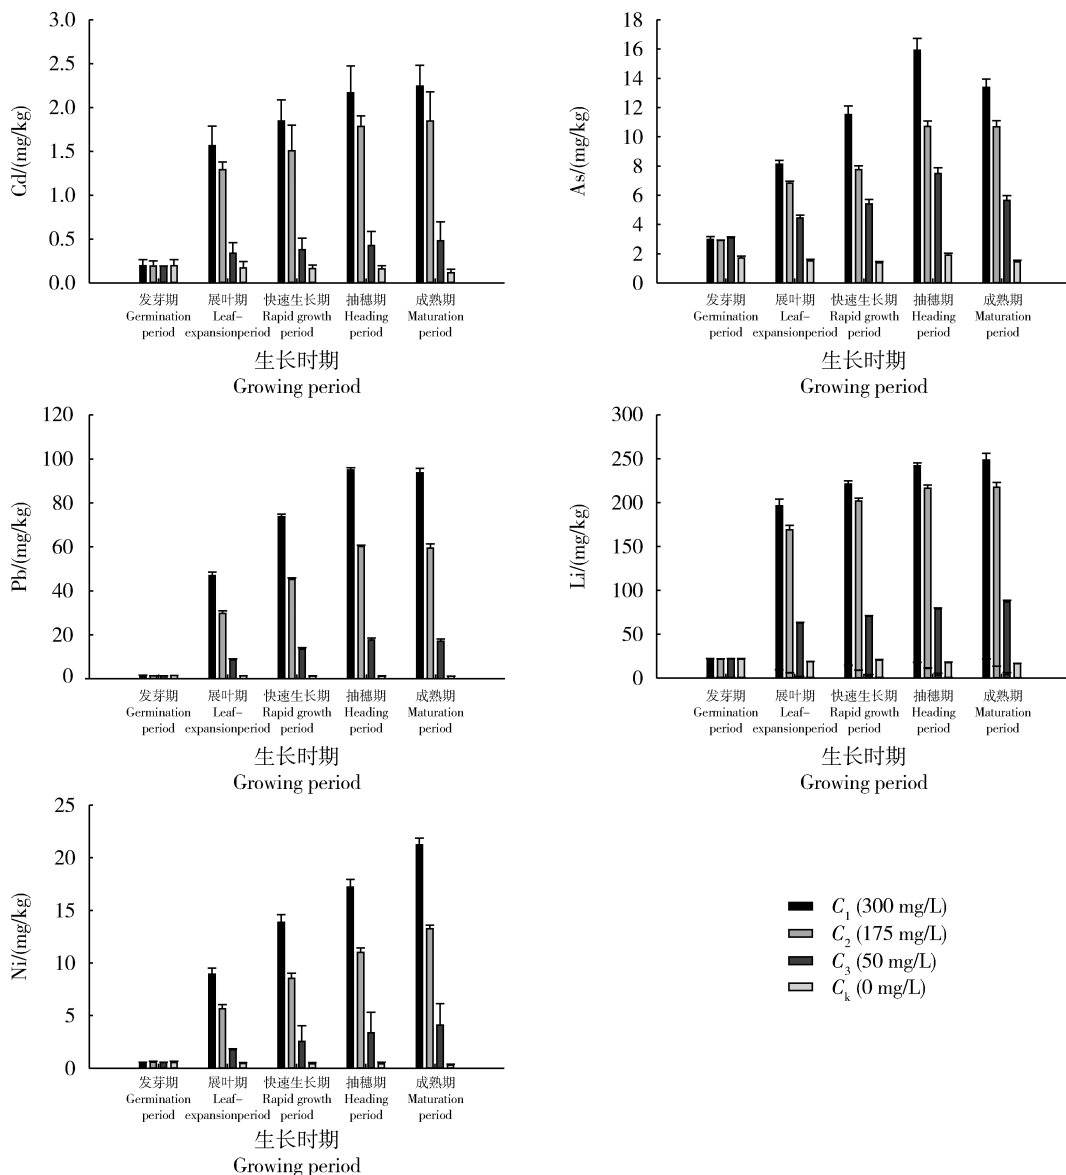 3.0
2.5
2.0
1.5
1.0
0.5
0.0
Cd/(mg/kg)
发芽期 展叶期 快速生长期 抽穗期 成熟期
Germination Leaf- Rapid growth Heading Maturation
period expansionperiod period period period
生长时期
Growing period
18
16
14
12
10
8
6
4
2
0
As/(mg/kg)
发芽期 展叶期 快速生长期 抽穗期 成熟期
Germination Leaf- Rapid growth Heading Maturation
period expansionperiod period period period
生长时期
Growing period
120
100
80
60
40
20
0
Pb/(mg/kg)
发芽期 展叶期 快速生长期 抽穗期 成熟期
Germination Leaf- Rapid growth Heading Maturation
period expansionperiod period period period
生长时期
Growing period
300
250
200
150
100
50
0
Li/(mg/kg)
发芽期 展叶期 快速生长期 抽穗期 成熟期
Germination Leaf- Rapid growth Heading Maturation
period expansionperiod period period period
生长时期
Growing period
25
20
15
10
5
0
Ni/(mg/kg)
发芽期 展叶期 快速生长期 抽穗期 成熟期
Germination Leaf- Rapid growth Heading Maturation
period expansionperiod period period period
生长时期
Growing period
C1 (300 mg/L)
C2 (175 mg/L)
C3 (50 mg/L)
Ck (0 mg/L)